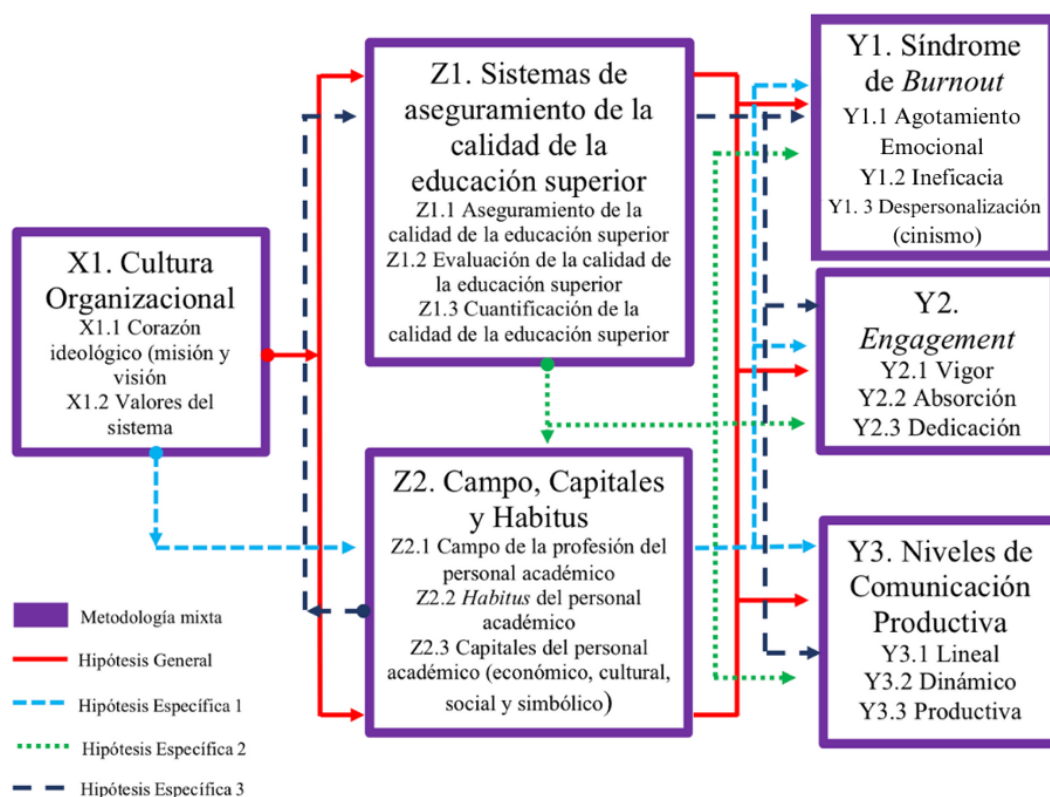 X1. Cultura
Organizacional
X1.1 Corazón
ideológico (misión y
visión
X1.2 Valores del
sistema
Z1. Sistemas de
aseguramiento de la
calidad de la
educación superior
Z1.1 Aseguramiento de la
calidad de la educación superior
Z1.2 Evaluación de la calidad de
la educación superior
Z1.3 Cuantificación de la
calidad de la educación superior
Z2. Campo, Capitales
y Habitus
Z2.1 Campo de la profesión del
personal académico
Z2.2 Habitus del personal
académico
Z2.3 Capitales del personal
académico (económico, cultural,
social y simbólico)
Y1. Síndrome
de Burnout
Y1.1 Agotamiento
Emocional
Y1.2 Ineficacia
Y1. 3 Despersonalización
(cinismo)
Y2.
Engagement
Y2.1 Vigor
Y2.2 Absorción
Y2.3 Dedicación
Y3. Niveles de
Comunicación
Productiva
Y3.1 Lineal
Y3.2 Dinámico
Y3.3 Productiva
Metodología mixta
Hipótesis General
Hipótesis Específica 1
Hipótesis Específica 2
Hipótesis Específica 3